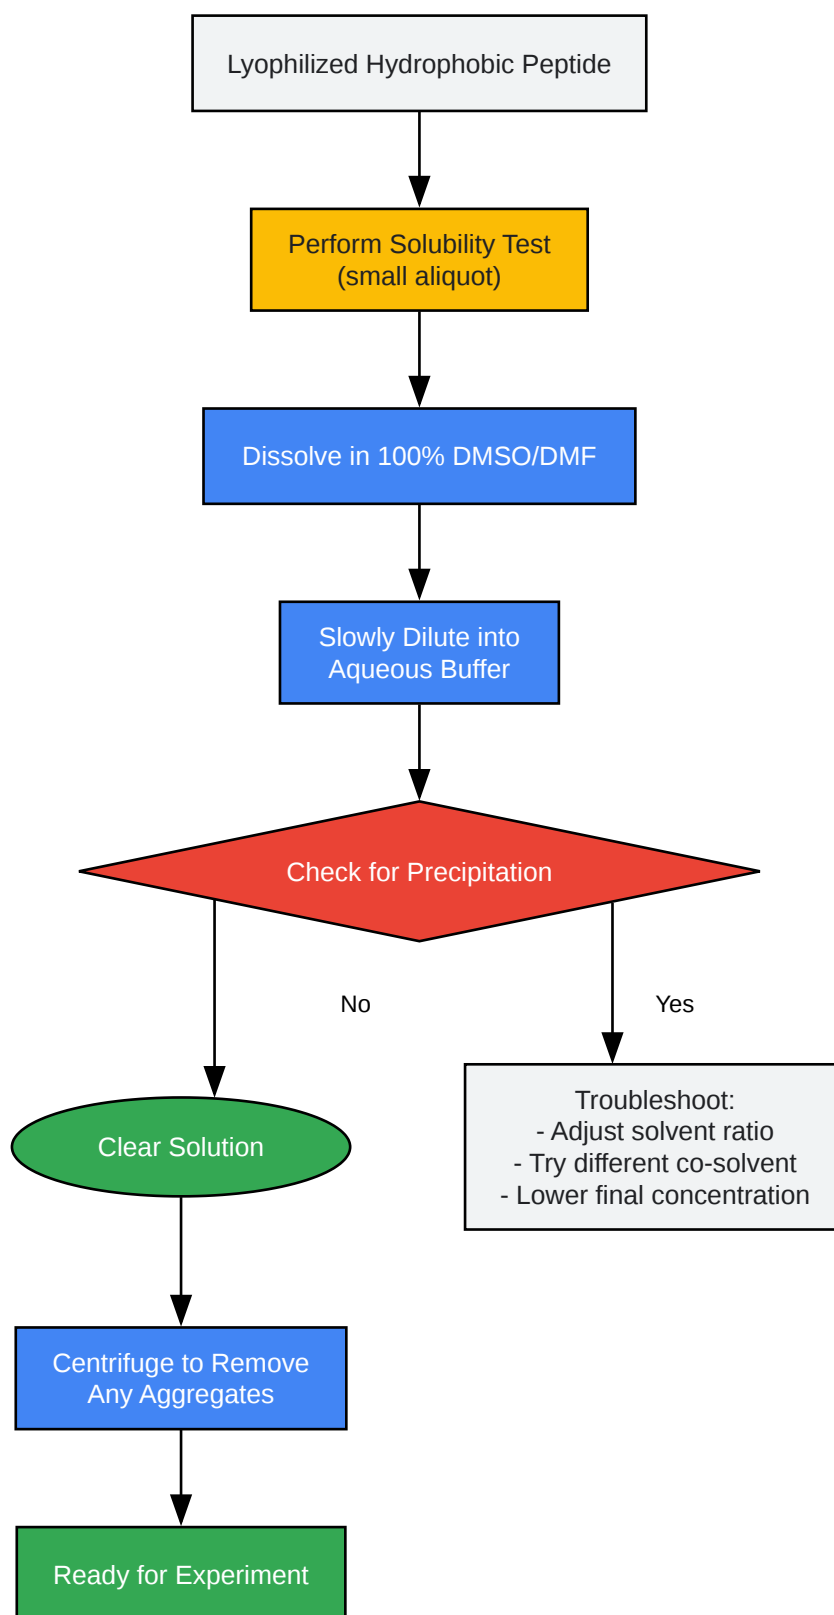 Lyophilized Hydrophobic Peptide
Perform Solubility Test
(small aliquot)
Dissolve in 100% DMSO/DMF
Slowly Dilute into
Aqueous Buffer
Check for Precipitation
No
Yes
Troubleshoot:
- Adjust solvent ratio
- Try different co-solvent
- Lower final concentration
Clear Solution
Centrifuge to Remove
Any Aggregates
Ready for Experiment